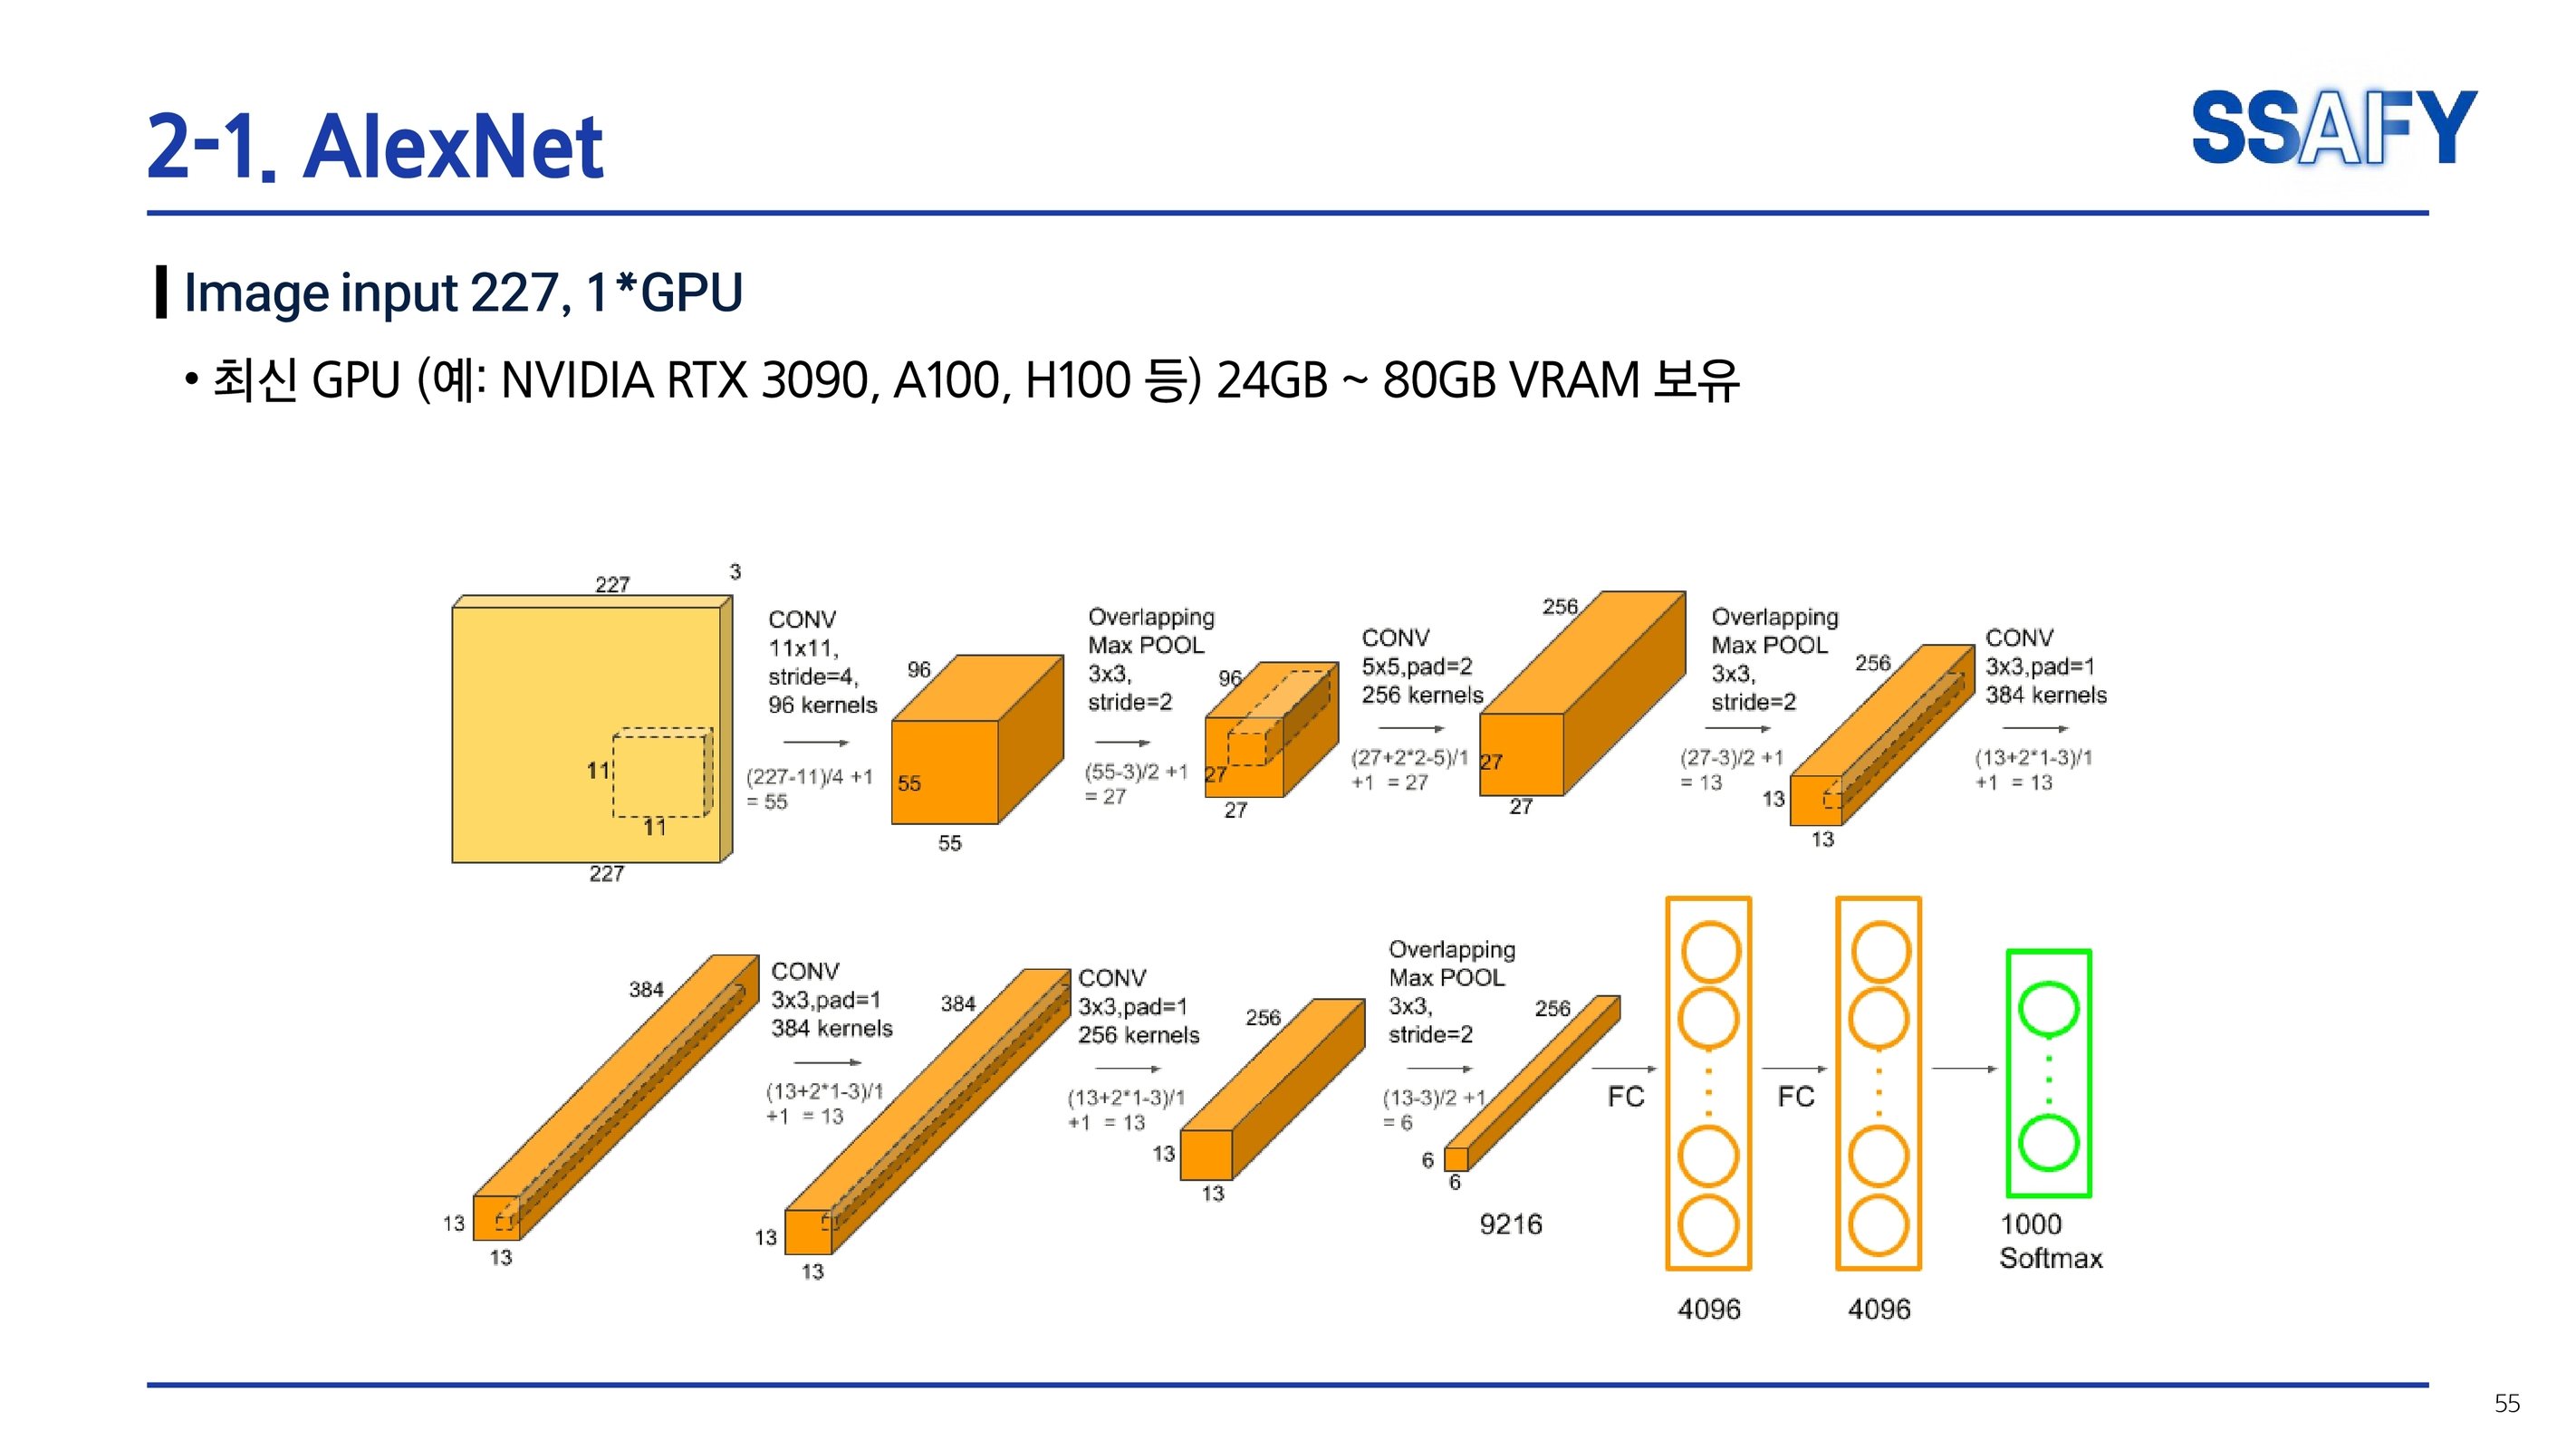 2-1. AlexNet
SSAFY
Image input 227, 1*GPU
• 최신 GPU (예: NVIDIA RTX 3090, A100, H100 등) 24GB ~ 80GB VRAM 보유
227
3
11
11
227
CONV
11x11,
stride=4,
96 kernels
(227-11)/4 +1
= 55
96
55
55
Overlapping
Max POOL
3x3,
stride=2
(55-3)/2 +1
= 27
96
27
27
CONV
5x5,pad=2
256 kernels
(27+2*2-5)/1
+1 = 27
256
27
27
Overlapping
Max POOL
3x3,
stride=2
(27-3)/2 +1
= 13
256
13
13
CONV
3x3,pad=1
384 kernels
(13+2*1-3)/1
+1 = 13
384
13
13
CONV
3x3,pad=1
384 kernels
(13+2*1-3)/1
+1 = 13
384
13
13
CONV
3x3,pad=1
256 kernels
(13+2*1-3)/1
+1 = 13
256
13
13
Overlapping
Max POOL
3x3,
stride=2
(13-3)/2 +1
= 6
256
6
6
9216
FC
4096
FC
4096
1000
Softmax
55